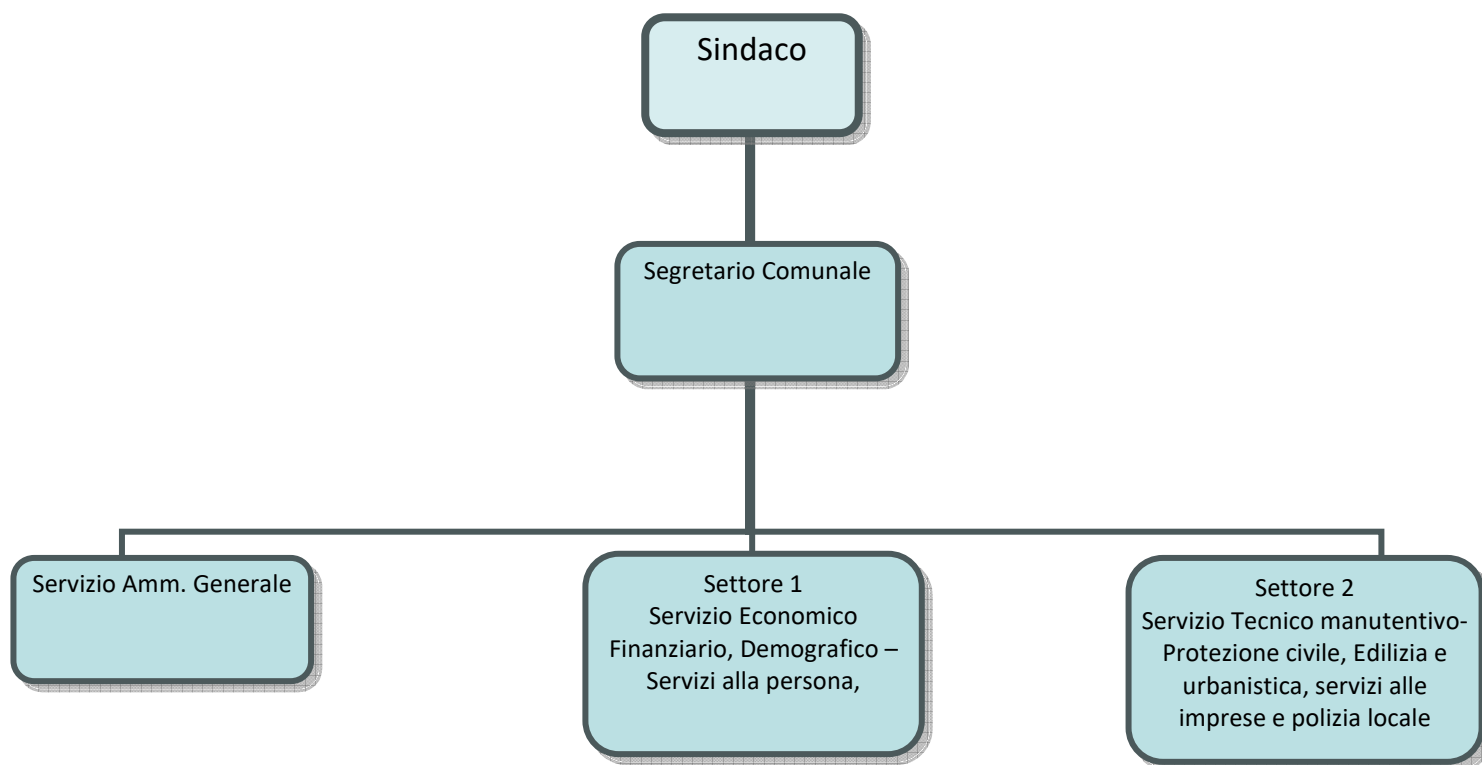 Sindaco
Segretario Comunale
Servizio Amm. Generale
Settore 1
Servizio Economico
Finanziario, Demografico –
Servizi alla persona,
Settore 2
Servizio Tecnico manutentivo-
Protezione civile, Edilizia e
urbanistica, servizi alle
imprese e polizia locale